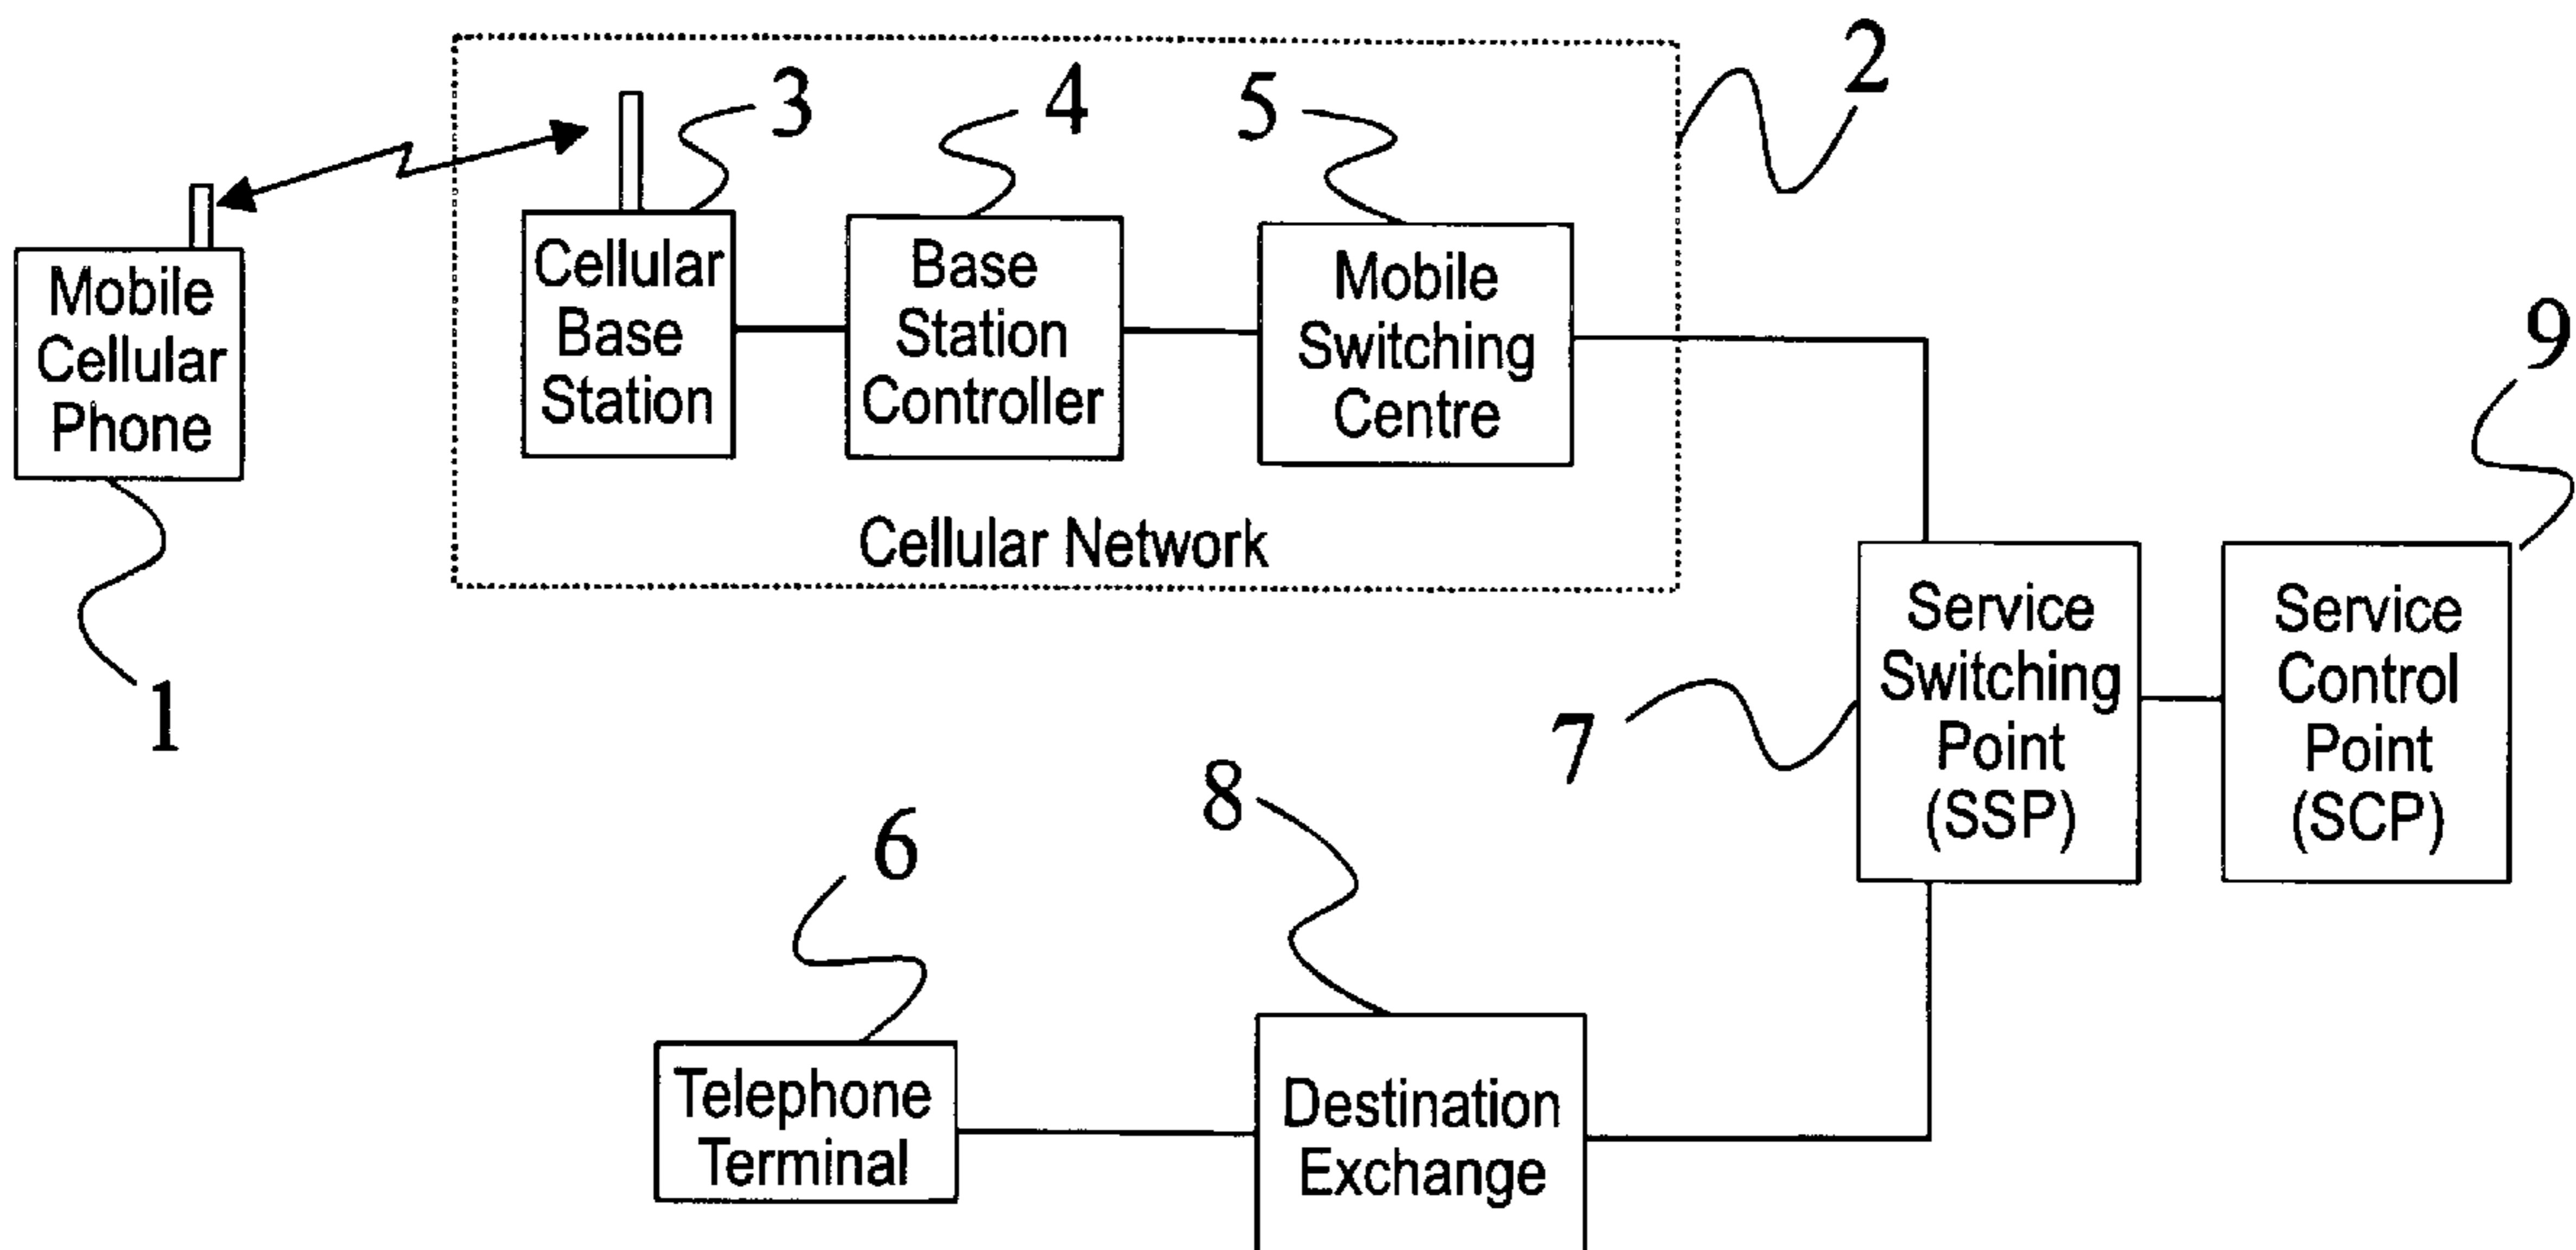 2
3
4
5
Cellular
Base
Station
Base
Station
Controller
Mobile
Switching
Centre
Mobile
Cellular
Phone
Cellular Network
1
9
Service
Switching
Point
(SSP)
Service
Control
Point
(SCP)
7
8
6
Telephone
Terminal
Destination
Exchange